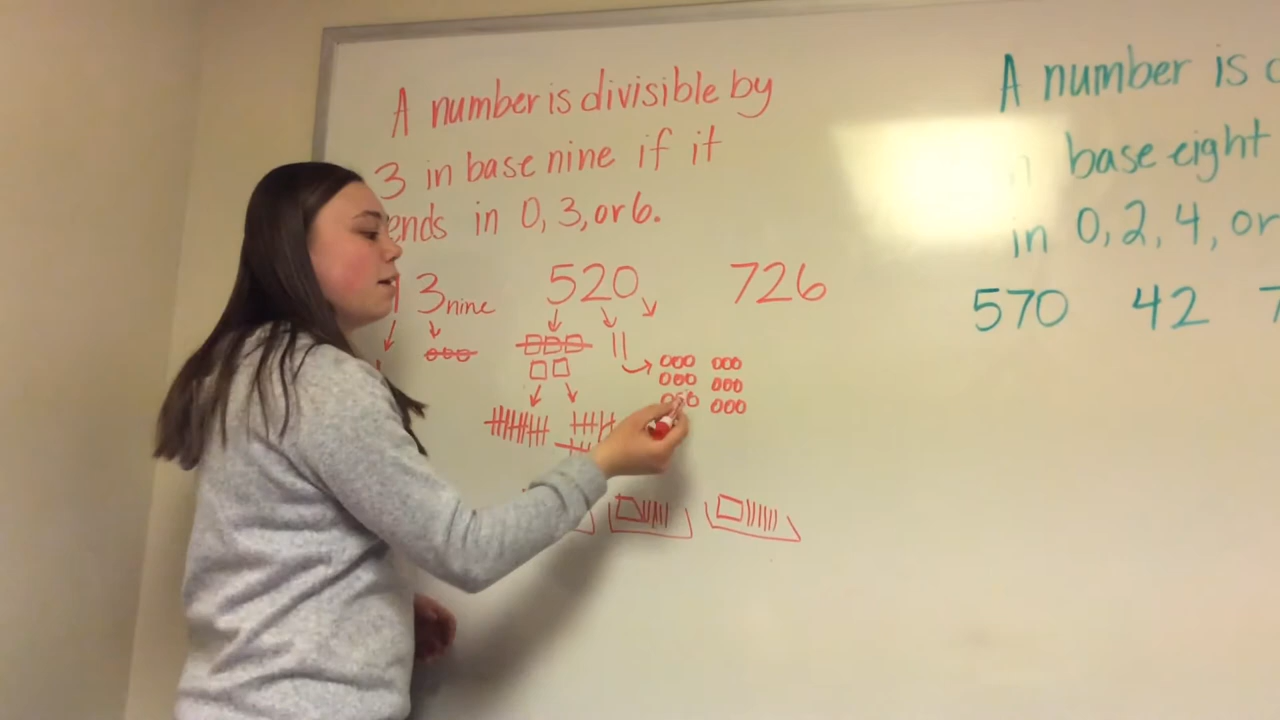 A number is divisible by
3 in base nine if it
ends in 0, 3, or 6.
3nine 520 726
A number is
base eight
in 0, 2, 4, or
570 42 7